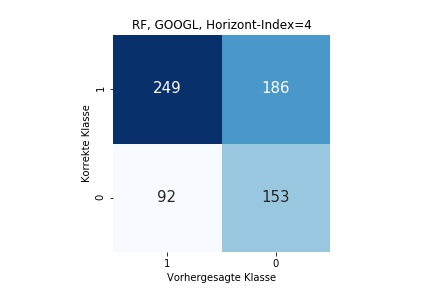 RF, GOOGL, Horizont-Index=4
Korrekte Klasse
1
249
186
0
92
153
1
0
Vorhergesagte Klasse